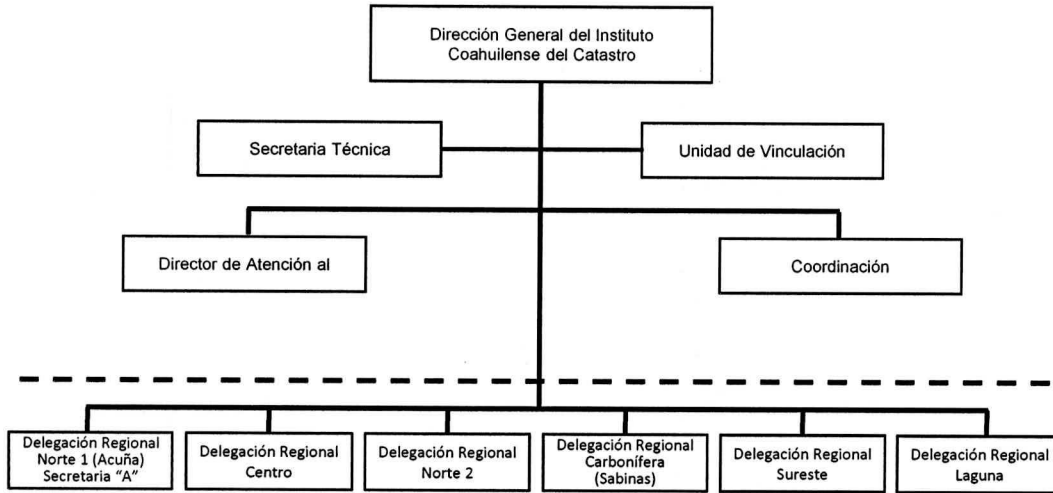 Dirección General del Instituto
Coahuilense del Catastro
Secretaria Técnica
Unidad de Vinculación
Director de Atención al
Coordinación
Delegación Regional
Norte 1 (Acuña)
Secretaria "A"
Delegación Regional
Centro
Delegación Regional
Norte 2
Delegación Regional
Carbonífera
(Sabinas)
Delegación Regional
Sureste
Delegación Regional
Laguna